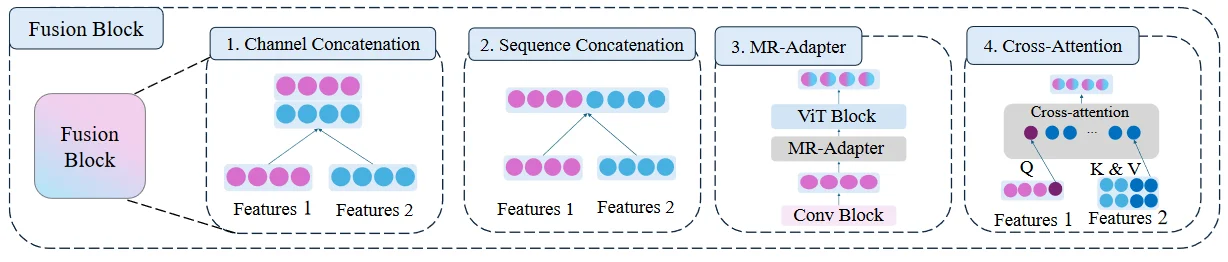 Fusion Block
Fusion
Block
1. Channel Concatenation
Features 1
Features 2
2. Sequence Concatenation
Features 1
Features 2
3. MR-Adapter
ViT Block
MR-Adapter
Conv Block
4. Cross-Attention
Cross-attention
...
Q
K & V
Features 1
Features 2